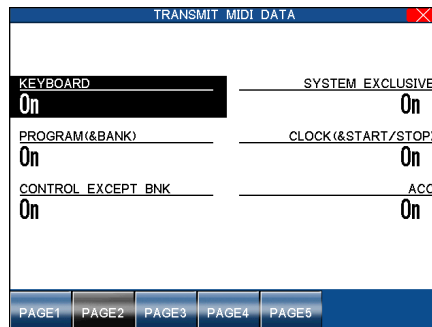 TRANSMIT MIDI DATA
KEYBOARD
On
SYSTEM EXCLUSIVE
On
PROGRAM(&BANK)
On
CLOCK(&START/STOP)
On
CONTROL EXCEPT BNK
On
ACC
On
PAGE1 PAGE2 PAGE3 PAGE4 PAGE5